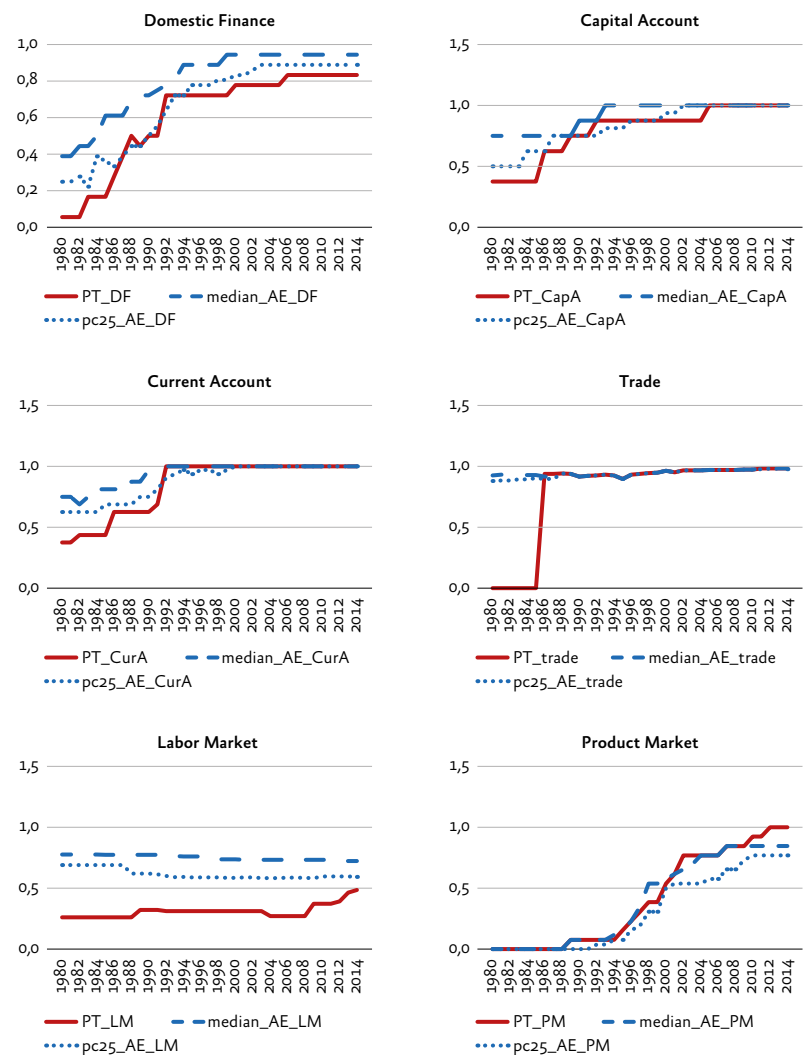 Domestic Finance
1,0
0,8
0,6
0,4
0,2
0,0
1980 1982 1984 1986 1988 1990 1992 1994 1996 1998 2000 2002 2004 2006 2008 2010 2012 2014
PT_DF median_AE_DF
pc25_AE_DF
Capital Account
1,5
1,0
0,5
0,0
1980 1982 1984 1986 1988 1990 1992 1994 1996 1998 2000 2002 2004 2006 2008 2010 2012 2014
PT_CapA median_AE_CapA
pc25_AE_CapA
Current Account
1,5
1,0
0,5
0,0
1980 1982 1984 1986 1988 1990 1992 1994 1996 1998 2000 2002 2004 2006 2008 2010 2012 2014
PT_CurA median_AE_CurA
pc25_AE_CurA
Trade
1,5
1,0
0,5
0,0
1980 1982 1984 1986 1988 1990 1992 1994 1996 1998 2000 2002 2004 2006 2008 2010 2012 2014
PT_trade median_AE_trade
pc25_AE_trade
Labor Market
1,5
1,0
0,5
0,0
1980 1982 1984 1986 1988 1990 1992 1994 1996 1998 2000 2002 2004 2006 2008 2010 2012 2014
PT_LM median_AE_LM
pc25_AE_LM
Product Market
1,5
1,0
0,5
0,0
1980 1982 1984 1986 1988 1990 1992 1994 1996 1998 2000 2002 2004 2006 2008 2010 2012 2014
PT_PM median_AE_PM
pc25_AE_PM